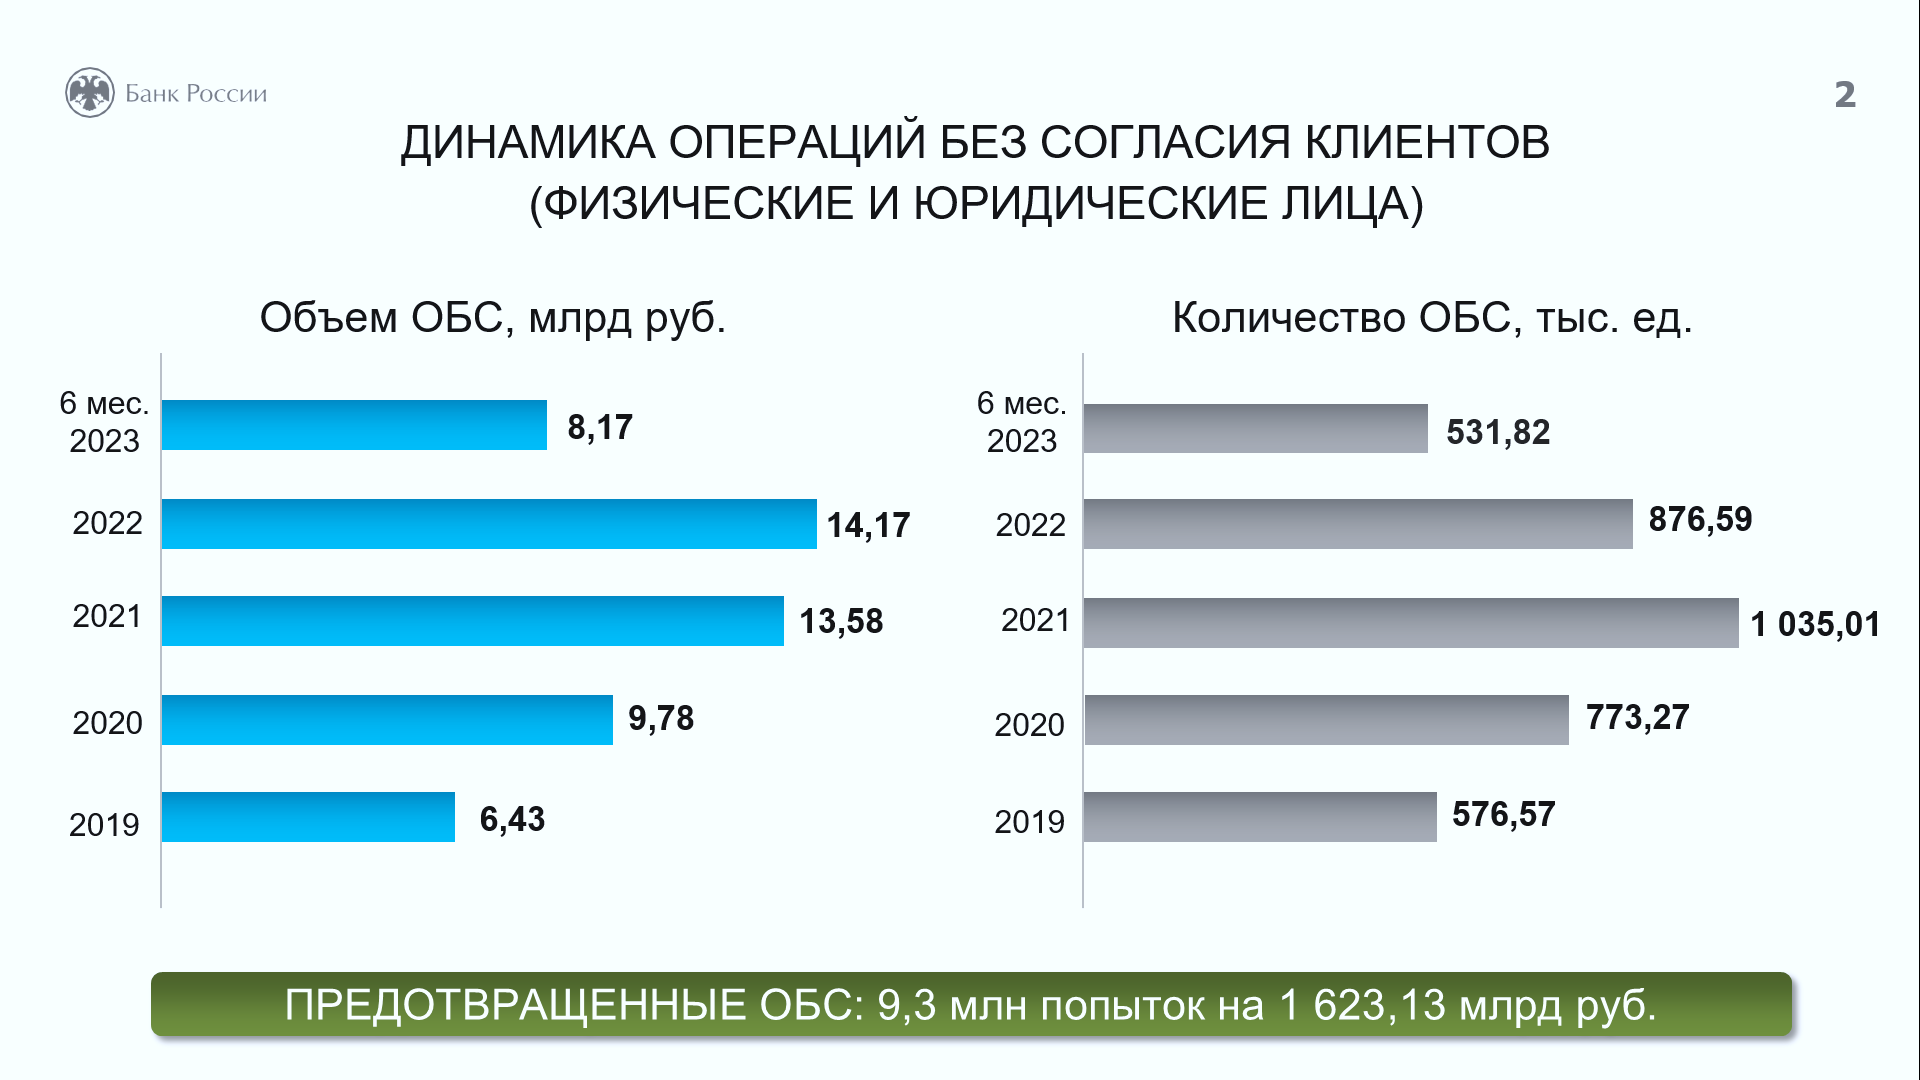 Банк России
2
ДИНАМИКА ОПЕРАЦИЙ БЕЗ СОГЛАСИЯ КЛИЕНТОВ
(ФИЗИЧЕСКИЕ И ЮРИДИЧЕСКИЕ ЛИЦА)
Объем ОБС, млрд руб.
6 мес.
2023
8,17
2022
14,17
2021
13,58
2020
9,78
2019
6,43
Количество ОБС, тыс. ед.
6 мес.
2023
531,82
2022
876,59
2021
1 035,01
2020
773,27
2019
576,57
ПРЕДОТВРАЩЕННЫЕ ОБС: 9,3 млн попыток на 1 623,13 млрд руб.